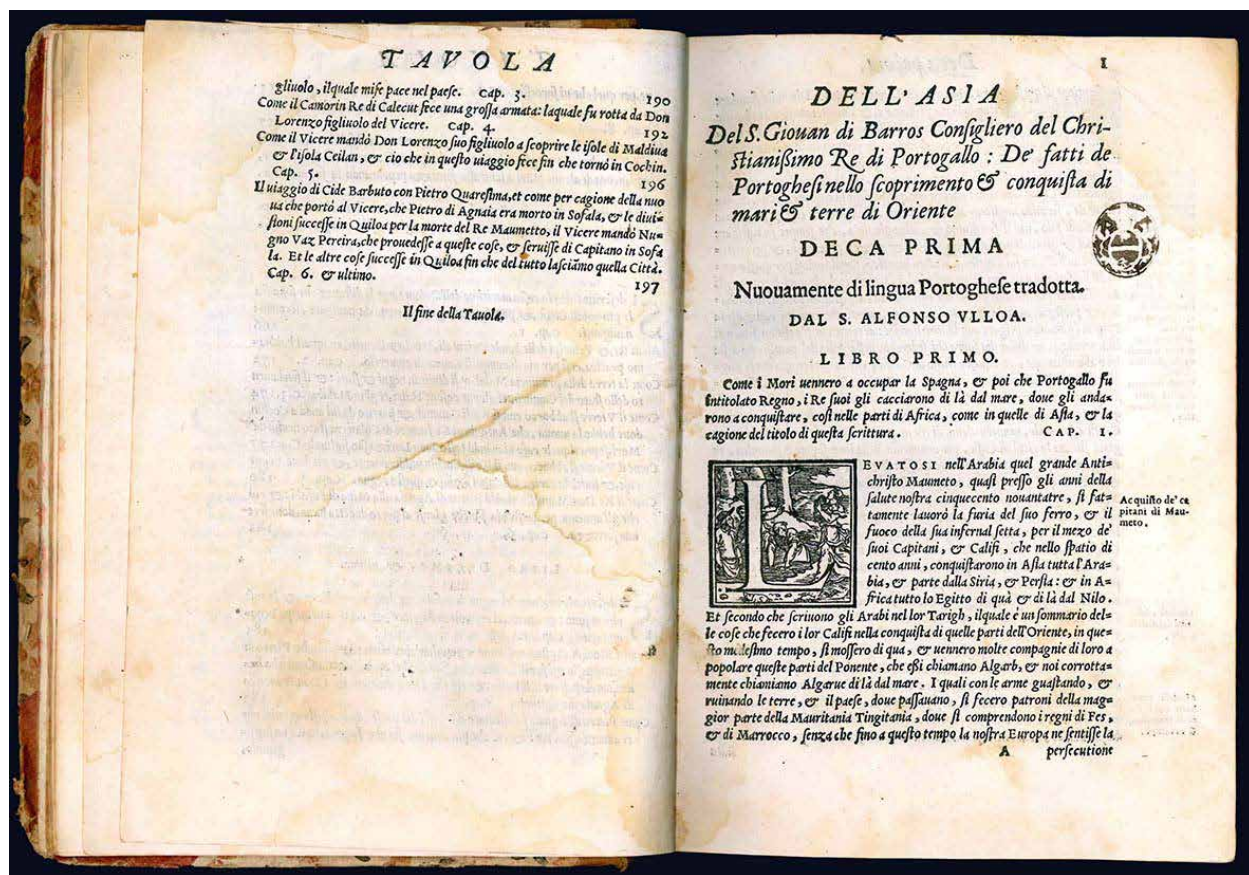 TAVOLA
gliuolo, ilquale mise pace nel paese. Cap. 3. 190
Come il Camorin Re di Calecut fece una grossa armata: laquale fu rotta da Don
Lorenzo figliuolo del Vicere. Cap. 4. 192
Come il Vicere mandò Don Lorenzo suo figliuolo a scoprire le isole di Maldiua
& l'isola Ceilan, & cio che in questo uiaggio fece fin che tornò in Cochin.
Cap. 5. 196
Il uiaggio di Cide Barbuto con Pietro Quaresima, et come per cagione della nuo
ua che portò al Vicere, che Pietro di Agnaia era morto in Sofala, & le diui=
sioni successe in Quiloa per la morte del Re Maumetto, il Vicere mandò Nu=
gno Vaz Pereira, che prouedesse a queste cose, & seruisse di Capitano in Sofa
la. Et le altre cose successe in Quiloa fin che del tutto lasciamo quella Città.
Cap. 6. & ultimo. 197
Il fine della Tauola.
1
DELL'ASIA
Del S. Giouan di Barros Consigliero del Chri-
stianissimo Re di Portogallo : De' fatti de
Portoghesi nello scoprimento & conquista di
mari & terre di Oriente
DECA PRIMA
Nuouamente di lingua Portoghese tradotta.
DAL S. ALFONSO VLLOA.
LIBRO PRIMO.
Come i Mori uennero a occupar la Spagna, & poi che Portogallo fu
intitolato Regno, i Re suoi gli cacciarono di là dal mare, doue gli anda=
rono a conquistare, così nelle parti di Africa, come in quelle di Asia, & la
cagione del titolo di questa scrittura. CAP. 1.
LEVATOSI nell'Arabia quel grande Anti=
christo Maumeto, quasi presso gli anni della
salute nostra cinquecento nouantatre, si fat=
tamente lauorò la furia del suo ferro, & il
fuoco della sua infernal setta, per il mezo de'
suoi Capitani, & Califi, che nello spatio di
cento anni, conquistarono in Asia tutta l'Ara=
bia, & parte dalla Siria, & Persia: & in A=
frica tutto lo Egitto di quà & di là dal Nilo.
Acquisto de' ca
pitani di Mau-
meto.
Et secondo che scriuono gli Arabi nel lor Tarigh, ilquale è un sommario del=
le cose che fecero i lor Califi nella conquista di quelle parti dell'Oriente, in que=
sto medesimo tempo, si mossero di qua, & uennero molte compagnie di loro a
popolare queste parti del Ponente, che essi chiamano Algarb, & noi corrotta=
mente chiamiamo Algarue di là dal mare. I quali con le arme guastando, &
ruinando le terre, & il paese, doue passauano, si fecero patroni della mag=
gior parte della Mauritania Tingitania, doue si comprendono i regni di Fes,
& di Marrocco, senza che fino a questo tempo la nostra Europa ne sentisse la
A persecutione